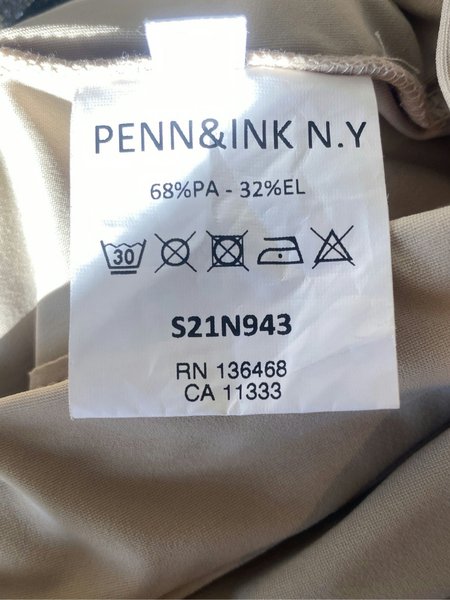 PENN&INK N.Y
68%PA - 32%EL
30
S21N943
RN 136468
CA 11333